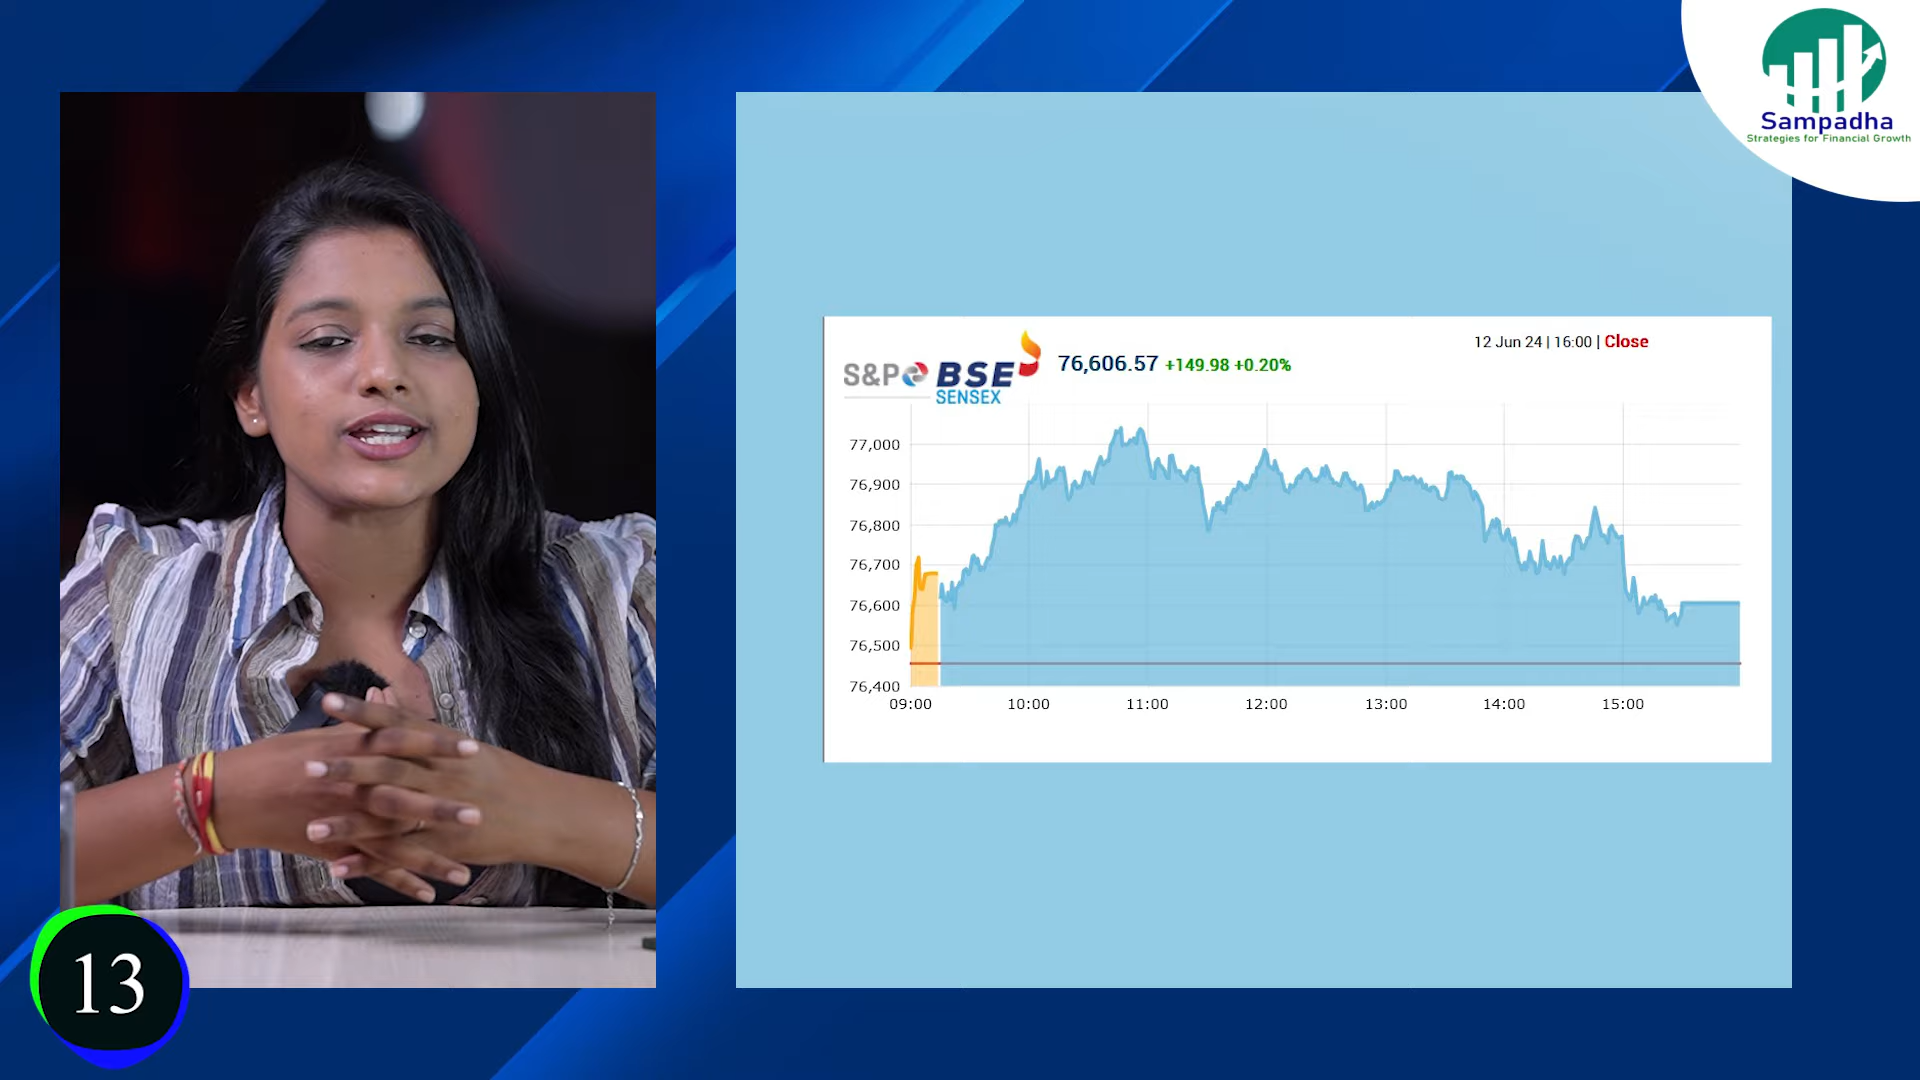 Sampadha
Strategies for Financial Growth
12 Jun 24 | 16:00 | Close
S&P BSE 76,606.57 +149.98 +0.20%
SENSEX
77,000
76,900
76,800
76,700
76,600
76,500
76,400
09:00 10:00 11:00 12:00 13:00 14:00 15:00
13